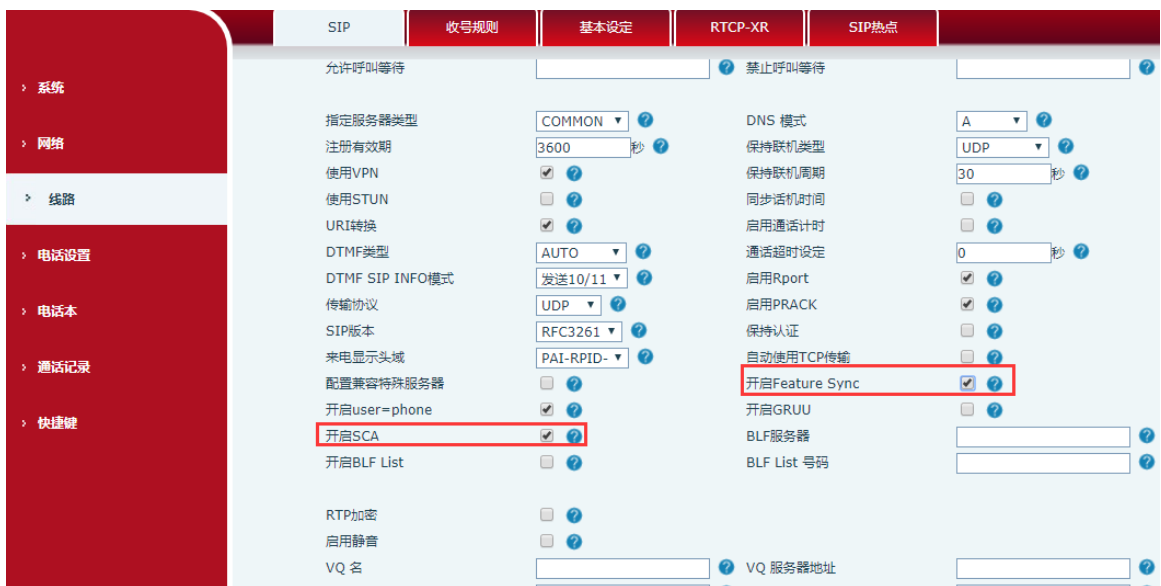 SIP 收号规则 基本设定 RTCP-XR SIP热点
系统
网络
线路
电话设置
电话本
通话记录
快捷键
允许呼叫等待 禁止呼叫等待
指定服务器类型 COMMON DNS 模式 A
注册有效期 3600 秒 保持联机类型 UDP
使用VPN 保持联机周期 30 秒
使用STUN 同步话机时间
URI转换 启用通话计时
DTMF类型 AUTO 通话超时设定 0 秒
DTMF SIP INFO模式 发送10/11 启用Rport
传输协议 UDP 启用PRACK
SIP版本 RFC3261 保持认证
来电显示头域 PAI-RPID- 自动使用TCP传输
配置兼容特殊服务器 开启Feature Sync
开启user=phone 开启GRUU
开启SCA BLF服务器
开启BLF List BLF List 号码
RTP加密
启用静音
VQ 名 VQ 服务器地址